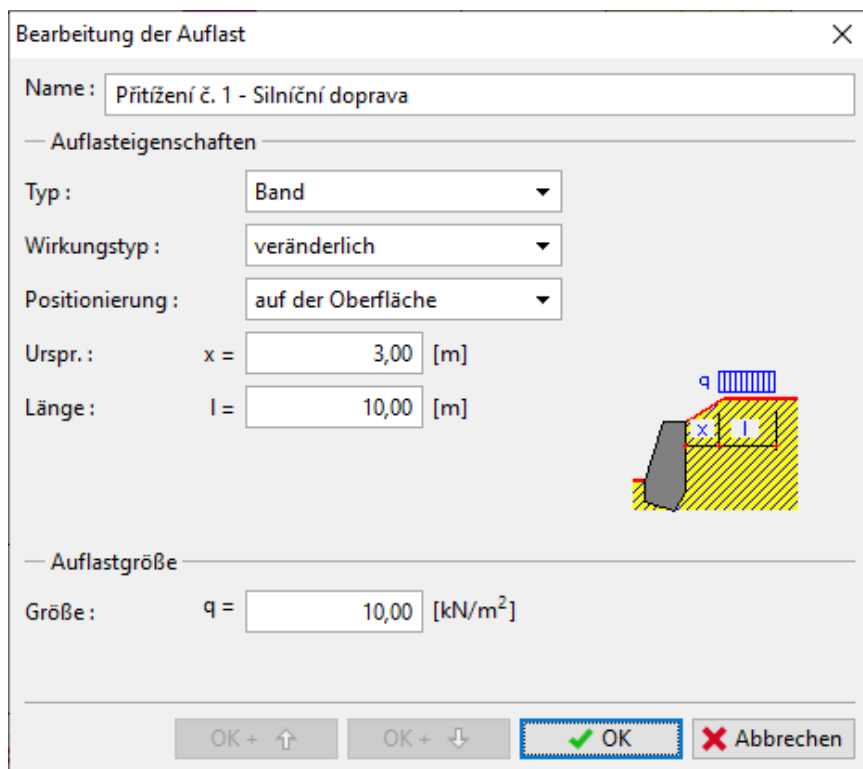 Bearbeitung der Auflast
Name : Přitížení č. 1 - Silníční doprava
Auflasteigenschaften
Typ : Band
Wirkungstyp : veränderlich
Positionierung : auf der Oberfläche
Urspr. : x = 3,00 [m]
Länge : l = 10,00 [m]
q
x l
Auflastgröße
Größe : q = 10,00 [kN/m²]
OK + OK + OK Abbrechen